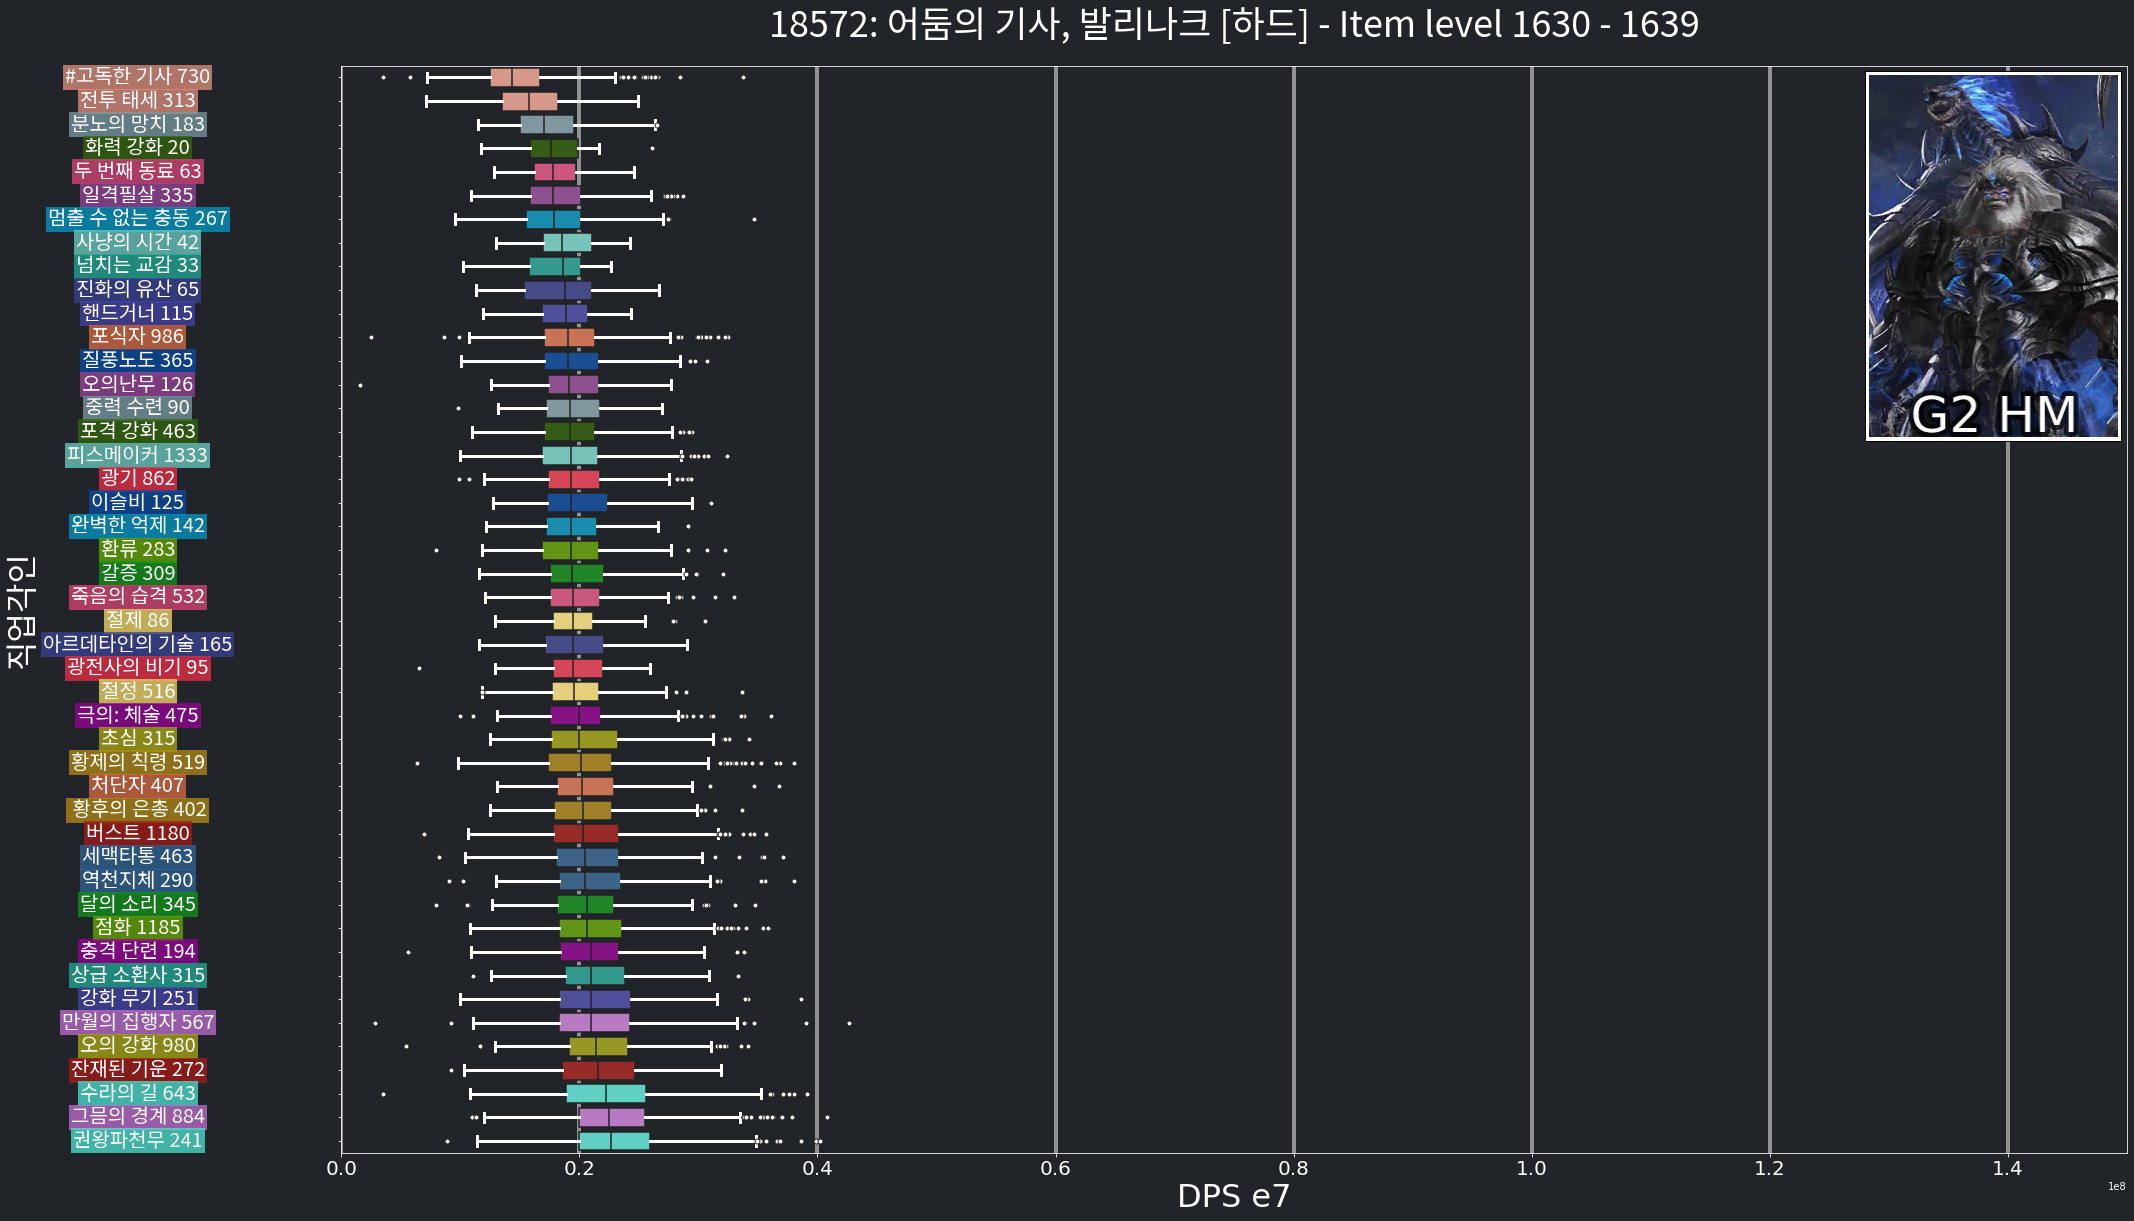 18572: 어둠의 기사, 발리나크 [하드] - Item level 1630 - 1639
#고독한 기사 730
전투 태세 313
분노의 망치 183
화력 강화 20
두 번째 동료 63
일격필살 335
멈출 수 없는 충동 267
사냥의 시간 42
넘치는 교감 33
진화의 유산 65
핸드거너 115
포식자 986
질풍노도 365
오의난무 126
중력 수련 90
포격 강화 463
피스메이커 1333
광기 862
이슬비 125
완벽한 억제 142
환류 283
갈증 309
죽음의 습격 532
절제 86
아르데타인의 기술 165
광전사의 비기 95
절정 516
극의: 체술 475
초심 315
황제의 칙령 519
처단자 407
황후의 은총 402
버스트 1180
세맥타통 463
역천지체 290
달의 소리 345
점화 1185
충격 단련 194
상급 소환사 315
강화 무기 251
만월의 집행자 567
오의 강화 980
잔재된 기운 272
수라의 길 643
그믐의 경계 884
권왕파천무 241
직업각인
G2 HM
0.0 0.2 0.4 0.6 0.8 1.0 1.2 1.4
DPS e7
1e8